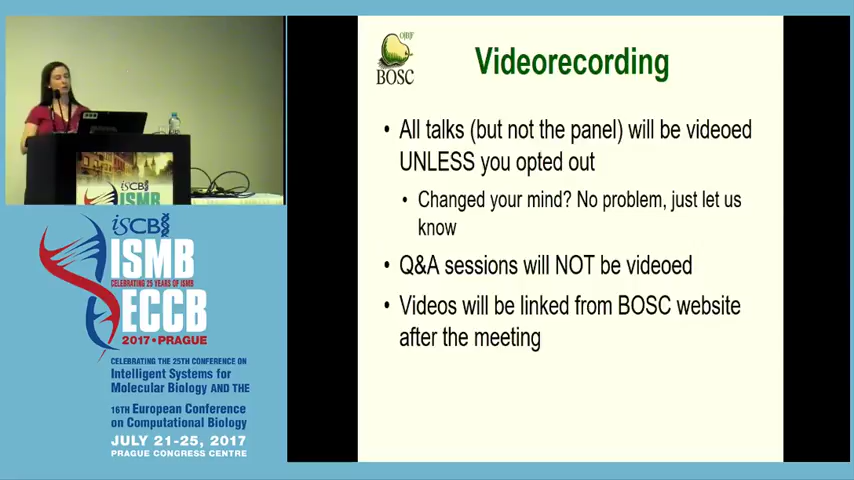 OBF
BOSC
Videorecording
• All talks (but not the panel) will be videoed
UNLESS you opted out
• Changed your mind? No problem, just let us
know
• Q&A sessions will NOT be videoed
• Videos will be linked from BOSC website
after the meeting
iSCB
ISMB
iSCB
ISMB
CELEBRATING 25 YEARS OF ISMB
ECCB
2017 • PRAGUE
CELEBRATING THE 25TH CONFERENCE ON
Intelligent Systems for
Molecular Biology AND THE
16TH European Conference
on Computational Biology
JULY 21-25, 2017
PRAGUE CONGRESS CENTRE